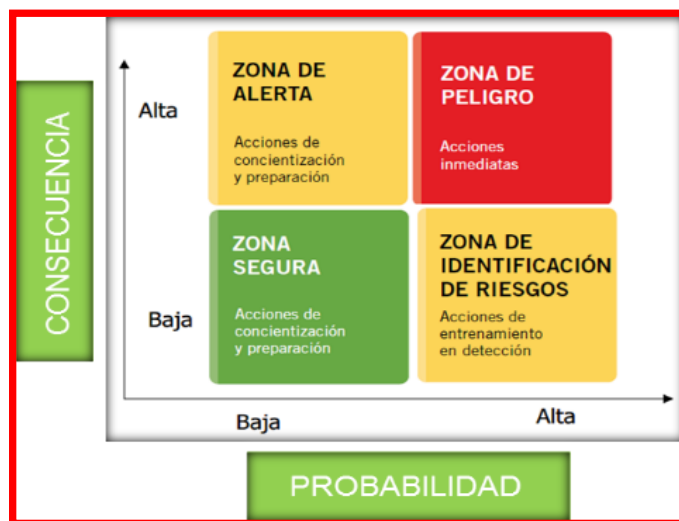 CONSECUENCIA
Alta
Baja
ZONA DE
ALERTA
Acciones de
concientización
y preparación
ZONA DE
PELIGRO
Acciones
inmediatas
ZONA
SEGURA
Acciones de
concientización
y preparación
ZONA DE
IDENTIFICACIÓN
DE RIESGOS
Acciones de
entrenamiento
en detección
Baja
Alta
PROBABILIDAD